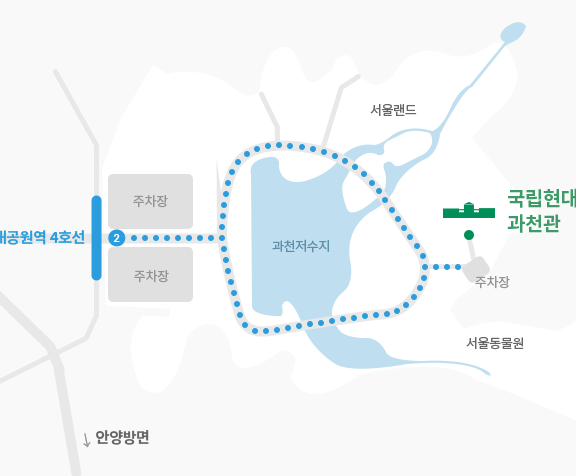 서울랜드
국립현대
과천관
주차장
2
공원역 4호선
과천저수지
주차장
주차장
서울동물원
↓ 안양방면